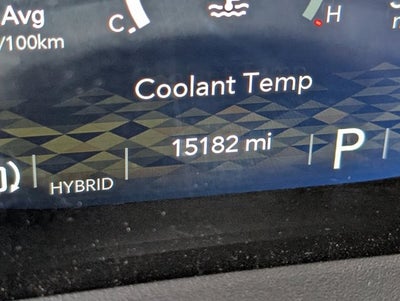 Avg
/100km
C
H
Coolant Temp
15182 mi
P
HYBRID